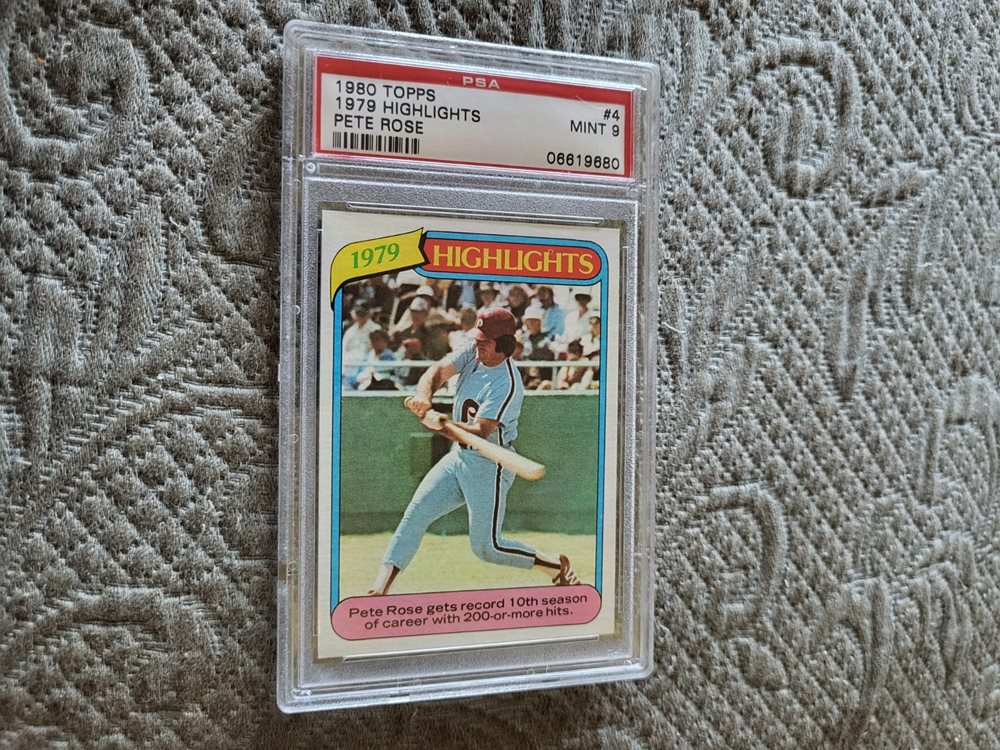 PSA
1980 TOPPS #4
1979 HIGHLIGHTS MINT 9
PETE ROSE
06619680
1979 HIGHLIGHTS
P
P
Pete Rose gets record 10th season
of career with 200-or-more hits.